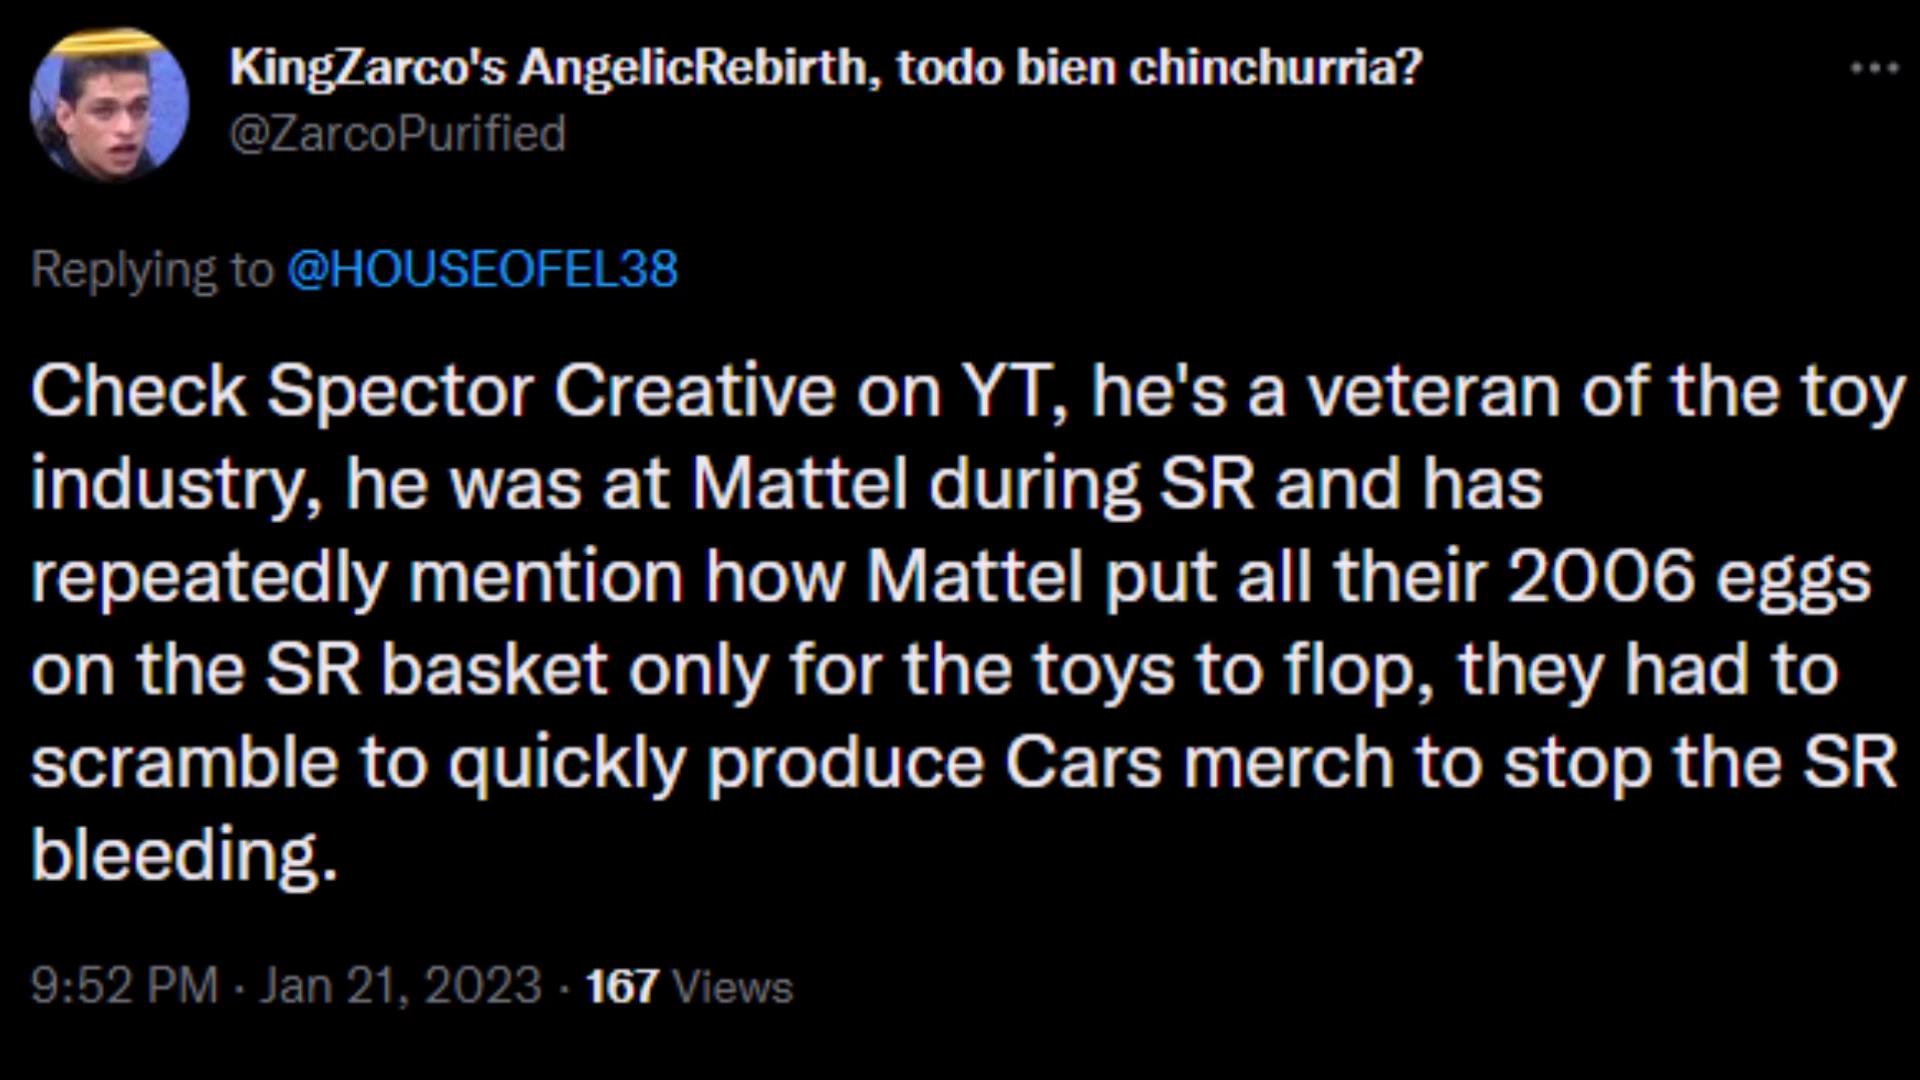 KingZarco's AngelicRebirth, todo bien chinchurria?
@ZarcoPurified
Replying to @HOUSEOFEL38
Check Spector Creative on YT, he's a veteran of the toy
industry, he was at Mattel during SR and has
repeatedly mention how Mattel put all their 2006 eggs
on the SR basket only for the toys to flop, they had to
scramble to quickly produce Cars merch to stop the SR
bleeding.
9:52 PM · Jan 21, 2023 · 167 Views